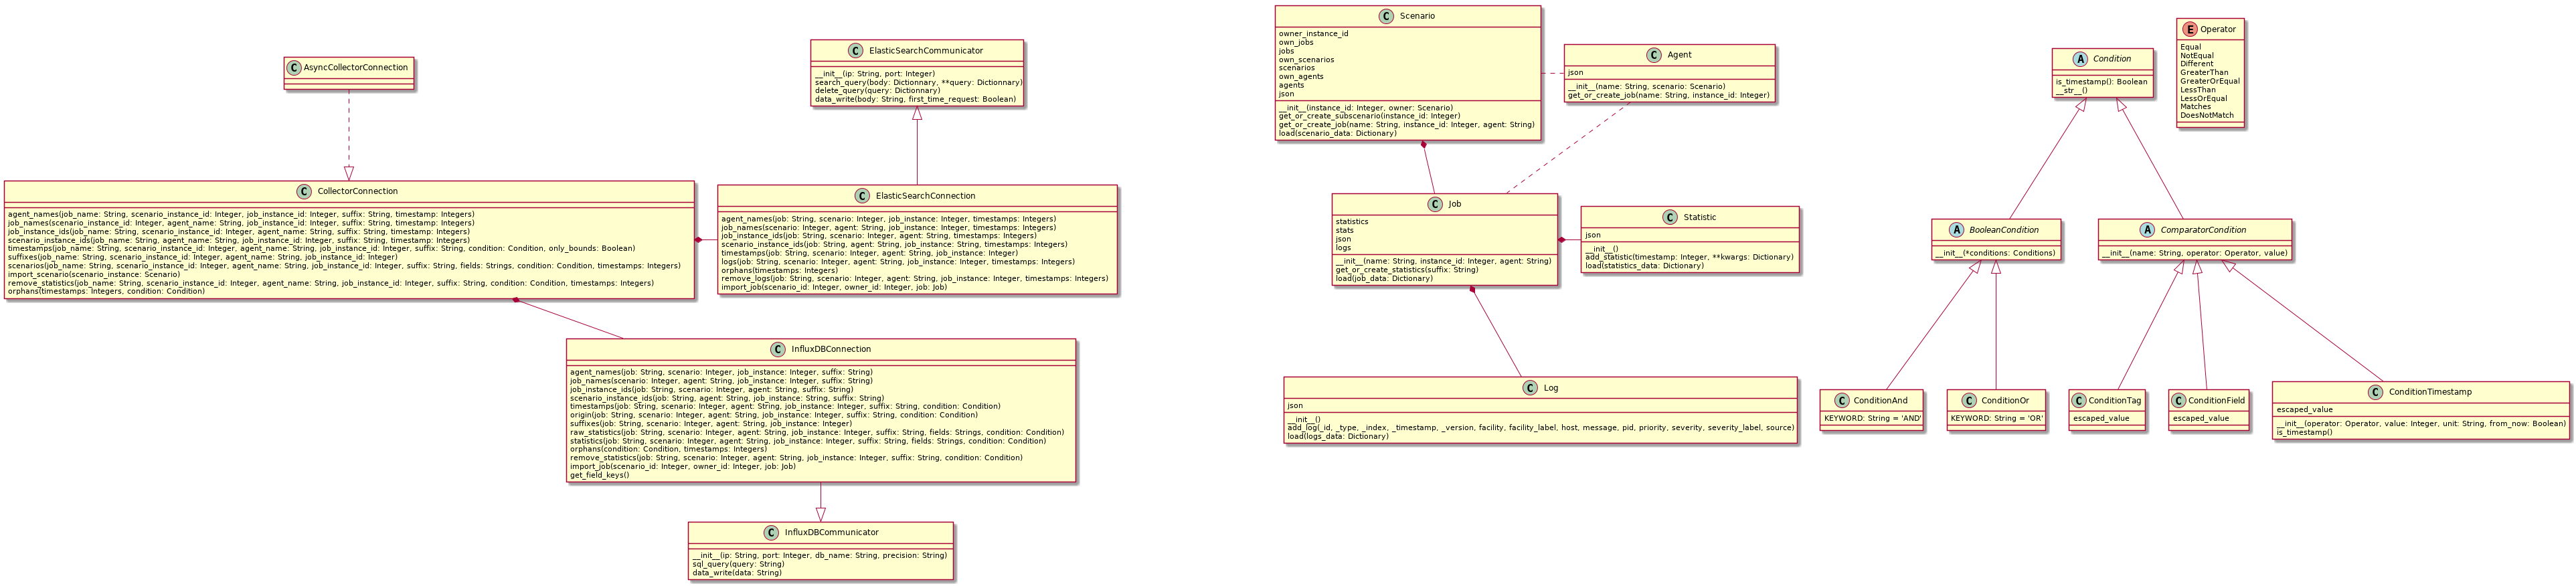 C AsyncCollectorConnection
C ElasticSearchCommunicator
__init__(ip: String, port: Integer)
search_query(body: Dictionnary, **query: Dictionnary)
delete_query(query: Dictionnary)
data_write(body: String, first_time_request: Boolean)
C CollectorConnection
agent_names(job_name: String, scenario_instance_id: Integer, job_instance_id: Integer, suffix: String, timestamp: Integers)
job_names(scenario_instance_id: Integer, agent_name: String, job_instance_id: Integer, suffix: String, timestamp: Integers)
job_instance_ids(job_name: String, scenario_instance_id: Integer, agent_name: String, suffix: String, timestamp: Integers)
scenario_instance_ids(job_name: String, agent_name: String, job_instance_id: Integer, suffix: String, timestamp: Integers)
timestamps(job_name: String, scenario_instance_id: Integer, agent_name: String, job_instance_id: Integer, suffix: String, condition: Condition, only_bounds: Boolean)
suffixes(job_name: String, scenario_instance_id: Integer, agent_name: String, job_instance_id: Integer)
scenarios(job_name: String, scenario_instance_id: Integer, agent_name: String, job_instance_id: Integer, suffix: String, fields: Strings, condition: Condition, timestamps: Integers)
import_scenario(scenario_instance: Scenario)
remove_statistics(job_name: String, scenario_instance_id: Integer, agent_name: String, job_instance_id: Integer, suffix: String, condition: Condition, timestamps: Integers)
orphans(timestamps: Integers, condition: Condition)
C ElasticSearchConnection
agent_names(job: String, scenario: Integer, job_instance: Integer, timestamps: Integers)
job_names(scenario: Integer, agent: String, job_instance: Integer, timestamps: Integers)
job_instance_ids(job: String, scenario: Integer, agent: String, timestamps: Integers)
scenario_instance_ids(job: String, agent: String, job_instance: String, timestamps: Integers)
timestamps(job: String, scenario: Integer, agent: String, job_instance: Integer)
logs(job: String, scenario: Integer, agent: String, job_instance: Integer, timestamps: Integers)
orphans(timestamps: Integers)
remove_logs(job: String, scenario: Integer, agent: String, job_instance: Integer, timestamps: Integers)
import_job(scenario_id: Integer, owner_id: Integer, job: Job)
C InfluxDBConnection
agent_names(job: String, scenario: Integer, job_instance: Integer, suffix: String)
job_names(scenario: Integer, agent: String, job_instance: Integer, suffix: String)
job_instance_ids(job: String, scenario: Integer, agent: String, suffix: String)
scenario_instance_ids(job: String, agent: String, job_instance: String, suffix: String)
timestamps(job: String, scenario: Integer, agent: String, job_instance: Integer, suffix: String, condition: Condition)
origin(job: String, scenario: Integer, agent: String, job_instance: Integer, suffix: String, condition: Condition)
suffixes(job: String, scenario: Integer, agent: String, job_instance: Integer)
raw_statistics(job: String, scenario: Integer, agent: String, job_instance: Integer, suffix: String, fields: Strings, condition: Condition)
statistics(job: String, scenario: Integer, agent: String, job_instance: Integer, suffix: String, fields: Strings, condition: Condition)
orphans(condition: Condition, timestamps: Integers)
remove_statistics(job: String, scenario: Integer, agent: String, job_instance: Integer, suffix: String, condition: Condition)
import_job(scenario_id: Integer, owner_id: Integer, job: Job)
get_field_keys()
C InfluxDBCommunicator
__init__(ip: String, port: Integer, db_name: String, precision: String)
sql_query(query: String)
data_write(data: String)
C Scenario
owner_instance_id
own_jobs
jobs
own_scenarios
scenarios
own_agents
agents
json
__init__(instance_id: Integer, owner: Scenario)
get_or_create_subscenario(instance_id: Integer)
get_or_create_job(name: String, instance_id: Integer, agent: String)
load(scenario_data: Dictionary)
C Agent
json
__init__(name: String, scenario: Scenario)
get_or_create_job(name: String, instance_id: Integer)
C Job
statistics
stats
json
logs
__init__(name: String, instance_id: Integer, agent: String)
get_or_create_statistics(suffix: String)
load(job_data: Dictionary)
C Statistic
json
__init__()
add_statistic(timestamp: Integer, **kwargs: Dictionary)
load(statistics_data: Dictionary)
C Log
json
__init__()
add_log(_id, _type, _index, _timestamp, _version, facility, facility_label, host, message, pid, priority, severity, severity_label, source)
load(logs_data: Dictionary)
A Condition
is_timestamp(): Boolean
__str__()
E Operator
Equal
NotEqual
Different
GreaterThan
GreaterOrEqual
LessThan
LessOrEqual
Matches
DoesNotMatch
A BooleanCondition
__init__(*conditions: Conditions)
A ComparatorCondition
__init__(name: String, operator: Operator, value)
C ConditionAnd
KEYWORD: String = 'AND'
C ConditionOr
KEYWORD: String = 'OR'
C ConditionTag
escaped_value
C ConditionField
escaped_value
C ConditionTimestamp
escaped_value
__init__(operator: Operator, value: Integer, unit: String, from_now: Boolean)
is_timestamp()